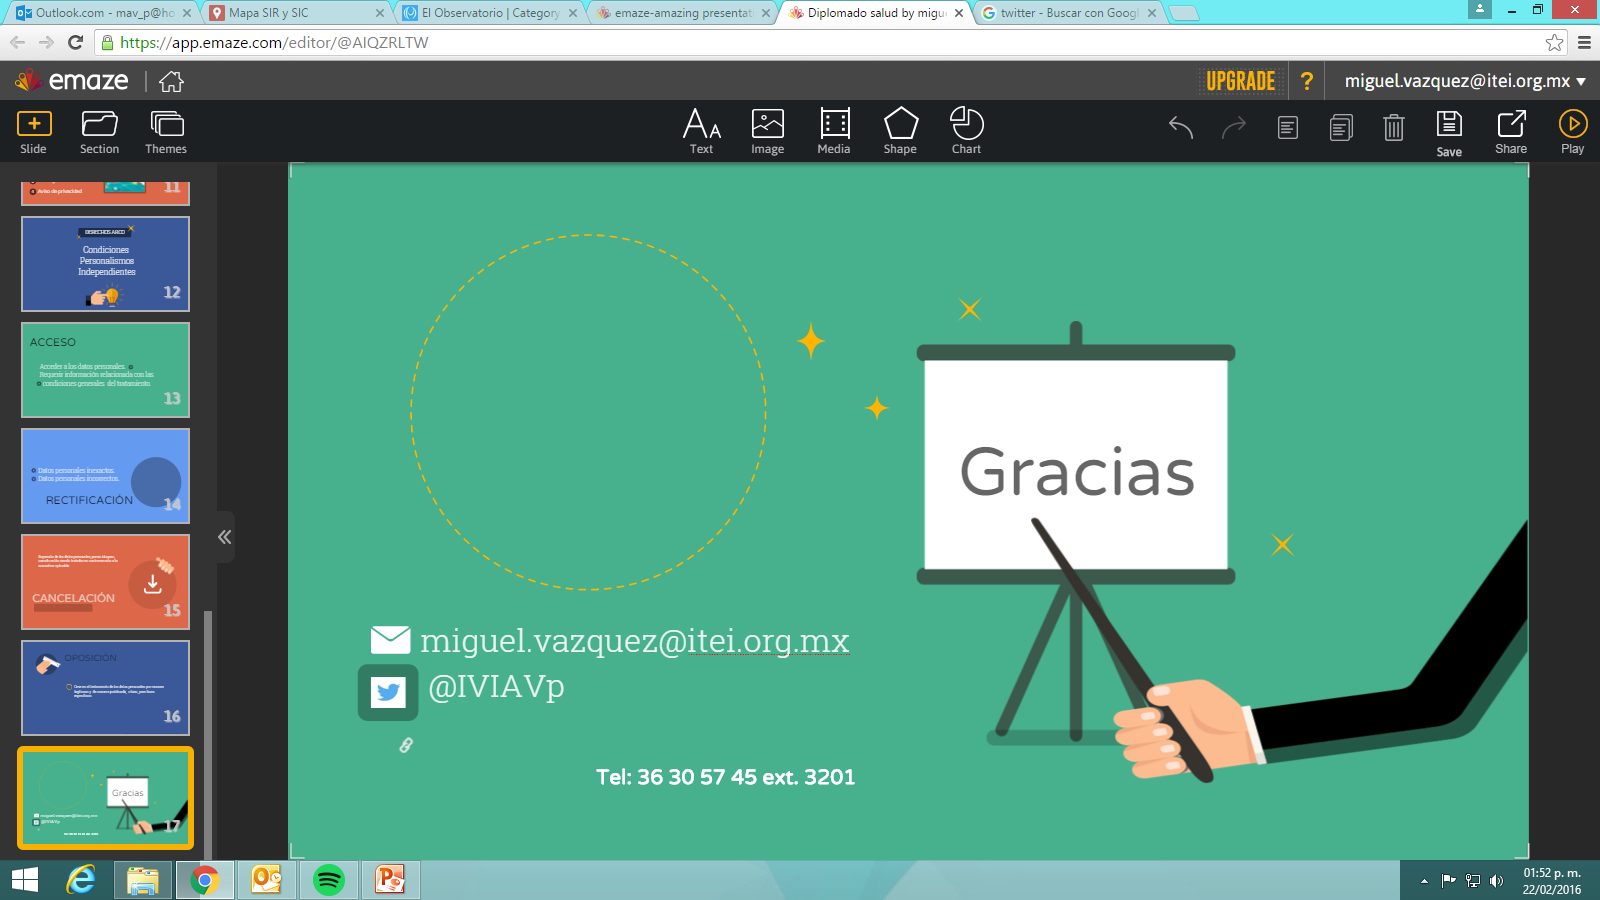 Outlook.com - mav_p@ho
Mapa SIR y SIC
El Observatorio | Category
emaze-amazing presentati
Diplomado salud by migu
twitter - Buscar con Googl
https://app.emaze.com/editor/@AIQZRLTW
emaze
UPGRADE
?
miguel.vazquez@itei.org.mx
Slide
Section
Themes
Text
Image
Media
Shape
Chart
Save
Share
Play
Aviso de privacidad
11
DERECHOS ARCO
Condiciones
Personalismos
Independientes
12
ACCESO
Acceder a los datos personales.
Requerir información relacionada con las
condiciones generales del tratamiento.
13
Datos personales inexactos.
Datos personales incorrectos.
RECTIFICACIÓN
14
CANCELACIÓN
15
OPOSICIÓN
16
Gracias
17
Gracias
miguel.vazquez@itei.org.mx
@IVIAVp
Tel: 36 30 57 45 ext. 3201
01:52 p. m.
22/02/2016